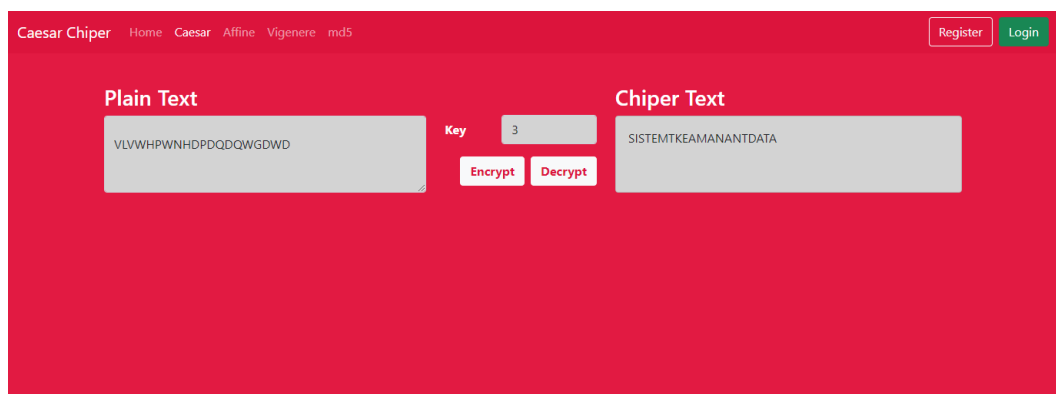 Caesar Chiper Home Caesar Affine Vigenere md5 Register Login
Plain Text
VLVWHPWNHDPDQDQWGDWD
Key 3
Encrypt Decrypt
Chiper Text
SISTEMTKEAMANANTDATA